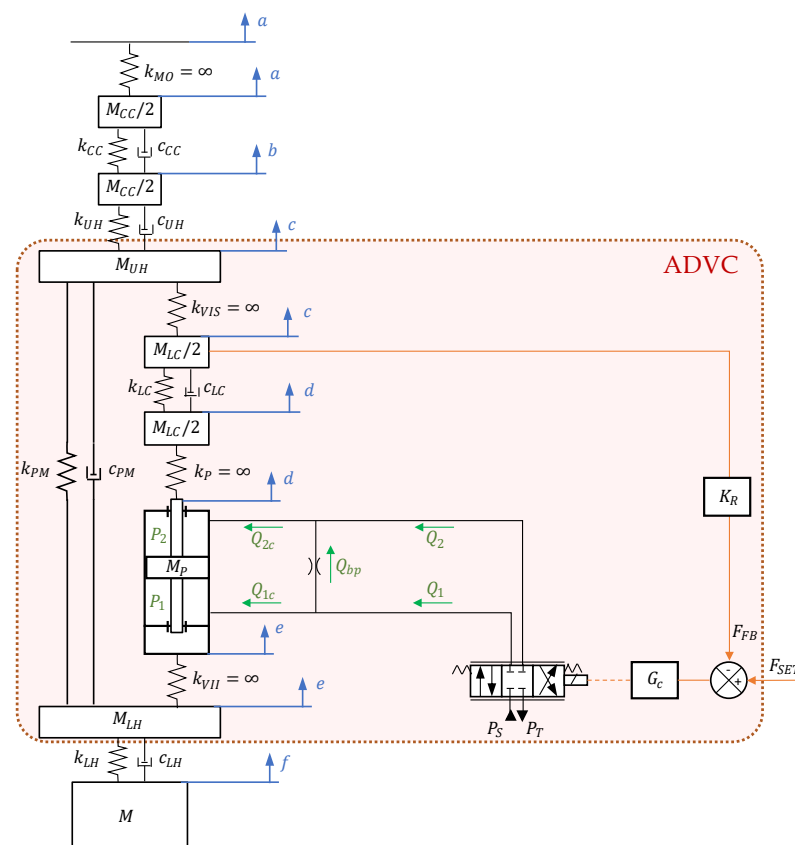 a
k_MO = ∞
a
M_CC/2
k_CC
c_CC
b
M_CC/2
k_UH
c_UH
c
M_UH
ADVC
k_VIS = ∞
c
M_LC/2
k_LC
c_LC
d
M_LC/2
k_PM
c_PM
k_P = ∞
d
K_R
P_2
Q_2c
Q_2
M_P
Q_bp
P_1
Q_1c
Q_1
e
F_FB
-
+
F_SET
G_c
k_VII = ∞
e
M_LH
P_S
P_T
k_LH
c_LH
f
M